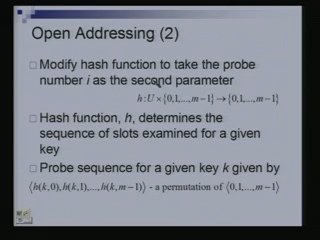 Open Addressing (2)
Modify hash function to take the probe
number i as the second parameter
h:U×{0,1,...,m−1}→{0,1,...,m−1}
Hash function, h, determines the
sequence of slots examined for a given
key
Probe sequence for a given key k given by
⟨h(k,0),h(k,1),...,h(k,m−1)⟩ - a permutation of ⟨0,1,...,m−1⟩